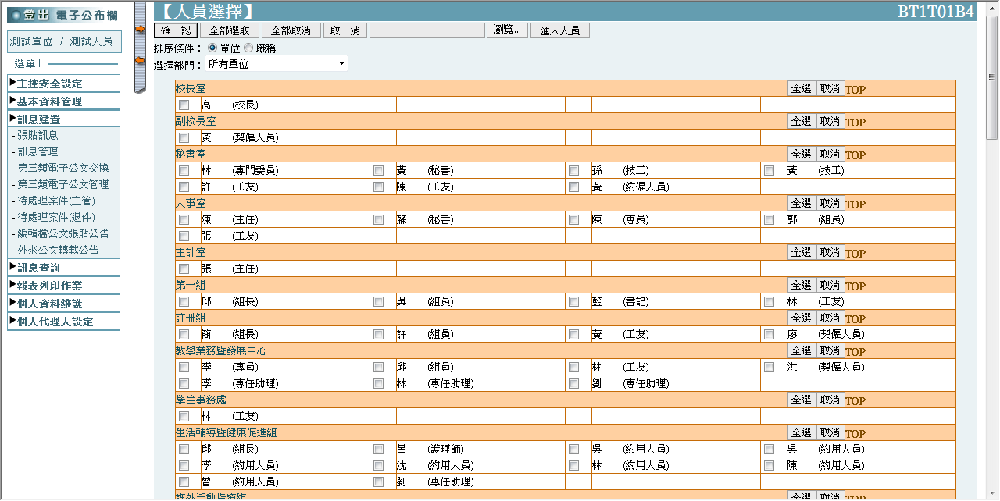 登出 電子公布欄
測試單位 / 測試人員
|選單|
▶主控安全設定
▶基本資料管理
▶訊息建置
- 張貼訊息
- 訊息管理
- 第三類電子公文交換
- 第三類電子公文管理
- 待處理案件(主管)
- 待處理案件(退件)
- 編輯檔公文張貼公告
- 外來公文轉載公告
▶訊息查詢
▶報表列印作業
▶個人資料維護
▶個人代理人設定
【人員選擇】 BT1T01B4
確 認 全部選取 全部取消 取 消 瀏覽... 匯入人員
排序條件： 單位 職稱
選擇部門： 所有單位
校長室 全選 取消 TOP
高 (校長)
副校長室 全選 取消 TOP
黃 (契僱人員)
秘書室 全選 取消 TOP
林 (專門委員) 黃 (秘書) 孫 (技工) 黃 (技工)
許 (工友) 陳 (工友) 黃 (約僱人員)
人事室 全選 取消 TOP
陳 (主任) 蘇 (秘書) 陳 (專員) 郭 (組員)
張 (工友)
主計室 全選 取消 TOP
張 (主任)
第一組 全選 取消 TOP
邱 (組長) 吳 (組員) 藍 (書記) 林 (工友)
註冊組 全選 取消 TOP
簡 (組長) 許 (組員) 黃 (工友) 廖 (契僱人員)
教學業務暨發展中心 全選 取消 TOP
李 (專員) 邱 (組員) 林 (工友) 洪 (契僱人員)
李 (專任助理) 林 (專任助理) 劉 (專任助理)
學生事務處 全選 取消 TOP
林 (工友)
生活輔導暨健康促進組 全選 取消 TOP
邱 (組長) 呂 (護理師) 吳 (約用人員) 吳 (約用人員)
李 (約用人員) 沈 (約用人員) 林 (約用人員) 陳 (約用人員)
曾 (約用人員) 劉 (專任助理)
課外活動指導組 全選 取消 TOP